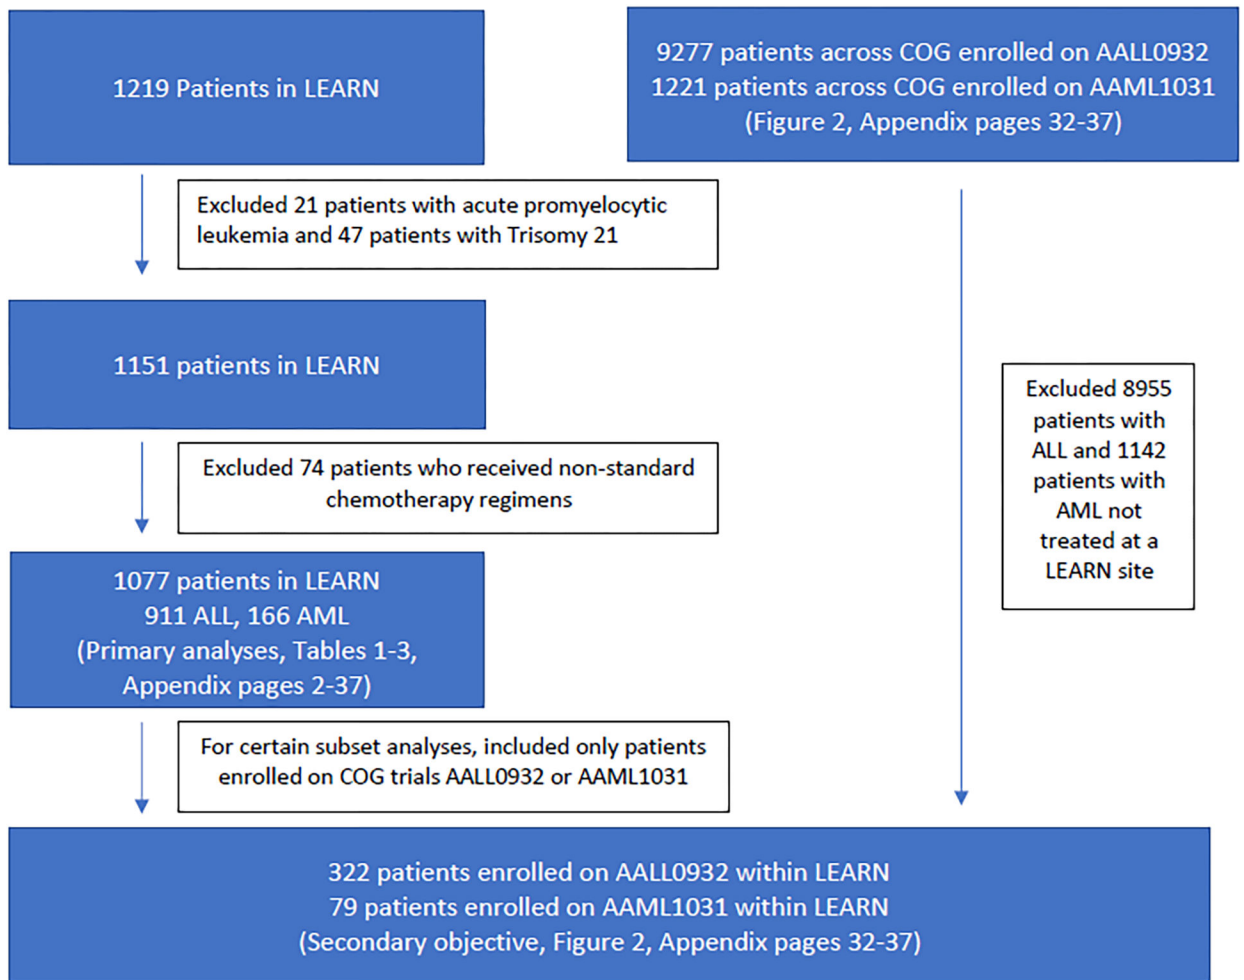 1219 Patients in LEARN
9277 patients across COG enrolled on AALL0932
1221 patients across COG enrolled on AAML1031
(Figure 2, Appendix pages 32-37)
Excluded 21 patients with acute promyelocytic
leukemia and 47 patients with Trisomy 21
1151 patients in LEARN
Excluded 74 patients who received non-standard
chemotherapy regimens
Excluded 8955
patients with
ALL and 1142
patients with
AML not
treated at a
LEARN site
1077 patients in LEARN
911 ALL, 166 AML
(Primary analyses, Tables 1-3,
Appendix pages 2-37)
For certain subset analyses, included only patients
enrolled on COG trials AALL0932 or AAML1031
322 patients enrolled on AALL0932 within LEARN
79 patients enrolled on AAML1031 within LEARN
(Secondary objective, Figure 2, Appendix pages 32-37)